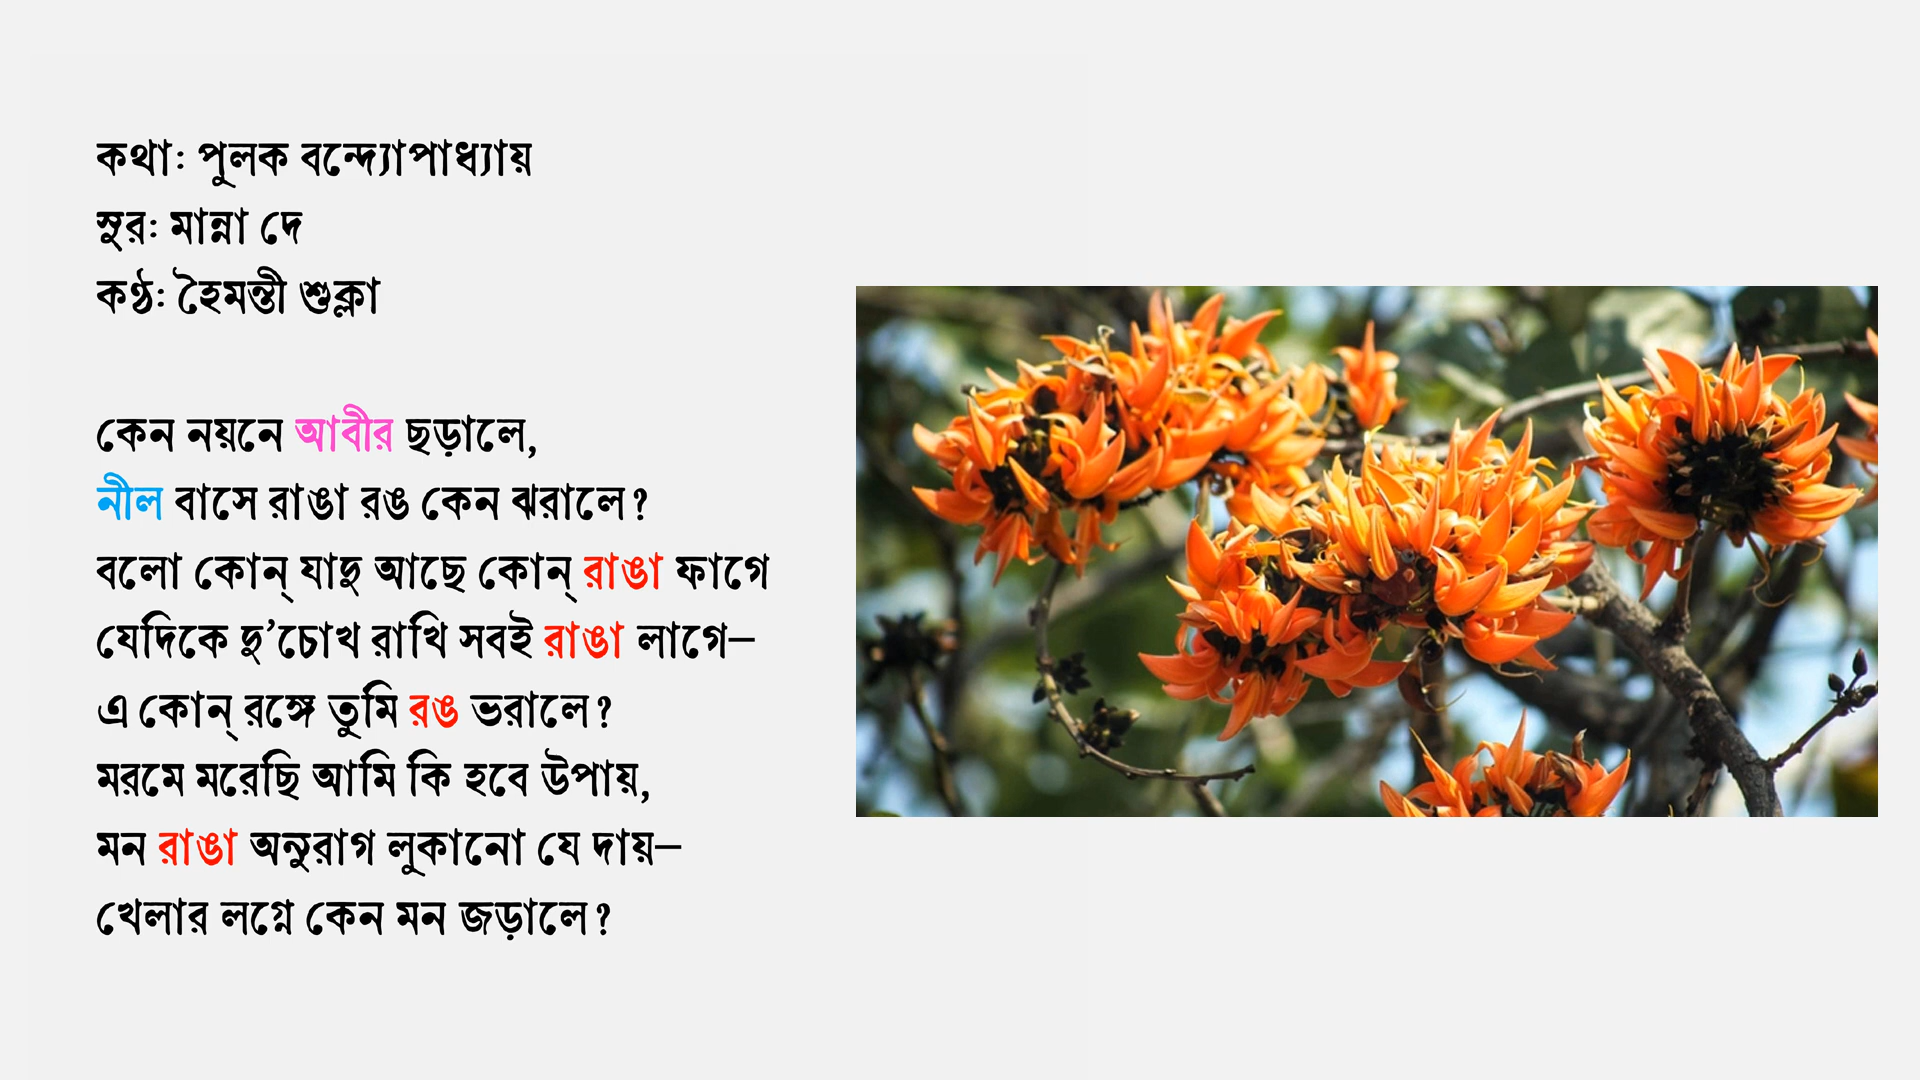 কথা: পুলক বন্দ্যোপাধ্যায়
সুর: মান্না দে
কণ্ঠ: হৈমন্তী শুক্লা
কেন নয়নে আবীর ছড়ালে,
নীল বাসে রাঙা রঙ কেন ঝরালে?
বলো কোন্ যাদু আছে কোন্ রাঙা ফাগে
যেদিকে দু’চোখ রাখি সবই রাঙা লাগে—
এ কোন্ রঙ্গে তুমি রঙ ভরালে?
মরমে মরেছি আমি কি হবে উপায়,
মন রাঙা অনুরাগ লুকানো যে দায়—
খেলার লগ্নে কেন মন জড়ালে?